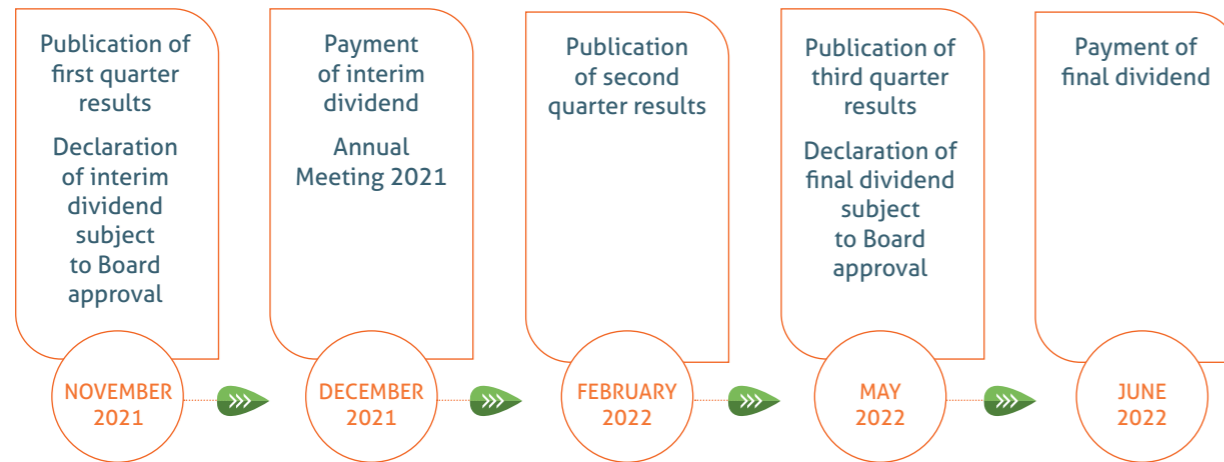 Publication of
first quarter
results
Declaration
of interim
dividend
subject
to Board
approval
NOVEMBER
2021
Payment
of interim
dividend
Annual
Meeting 2021
DECEMBER
2021
Publication
of second
quarter results
FEBRUARY
2022
Publication of
third quarter
results
Declaration of
final dividend
subject
to Board
approval
MAY
2022
Payment of
final dividend
JUNE
2022